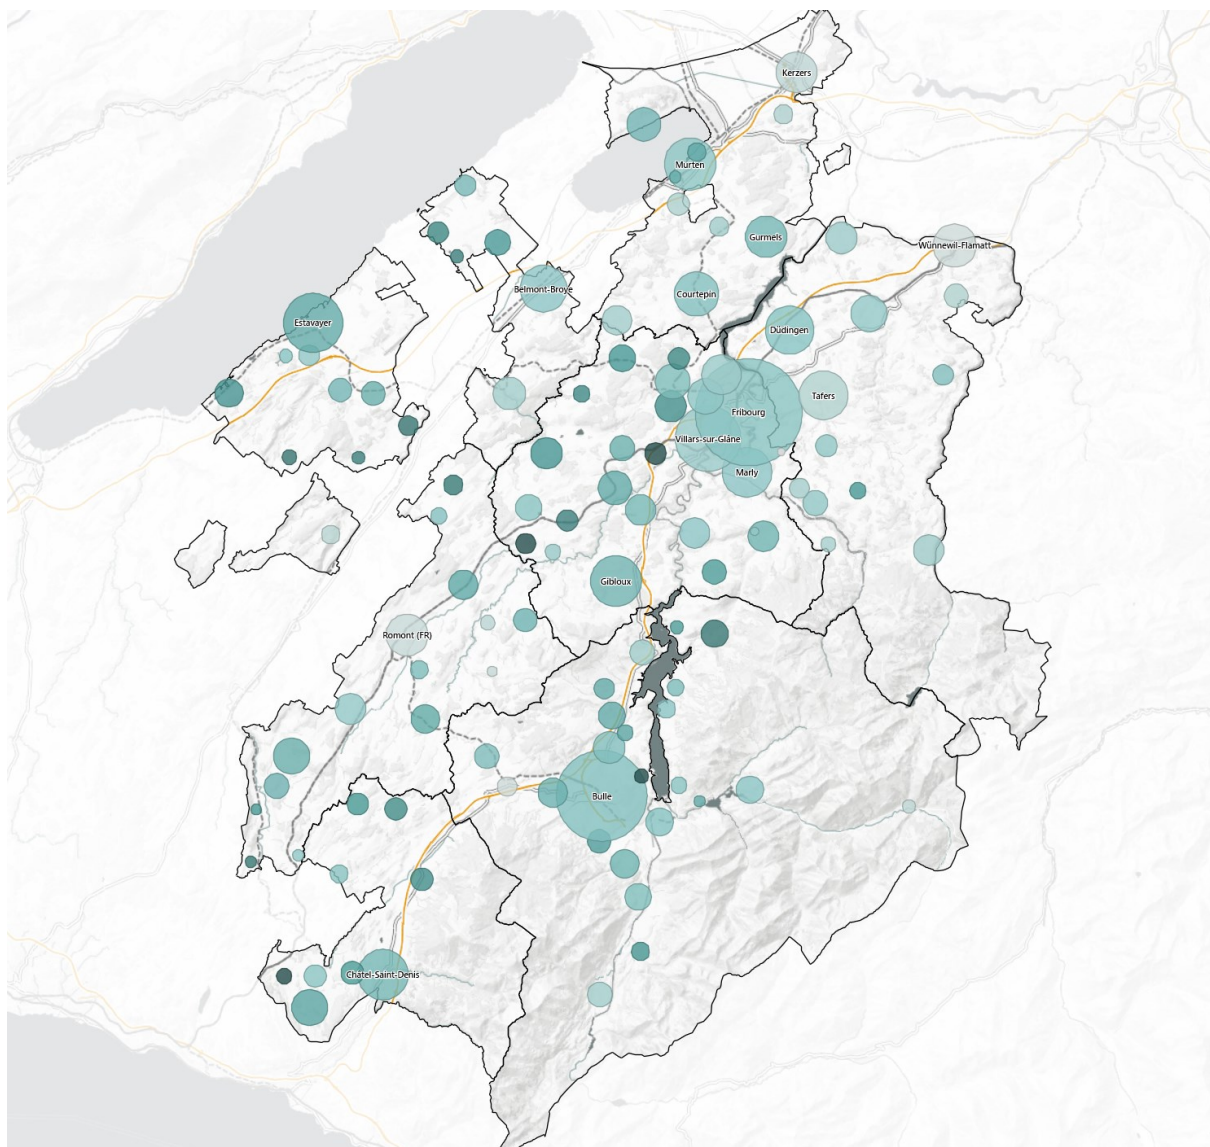 Kerzers
Murten
Gurmels
Wünnewil-Flamatt
Belmont-Broye
Courtepin
Estavayer
Düdingen
Tafers
Fribourg
Villars-sur-Glâne
Marly
Gibloux
Romont (FR)
Bulle
Châtel-Saint-Denis